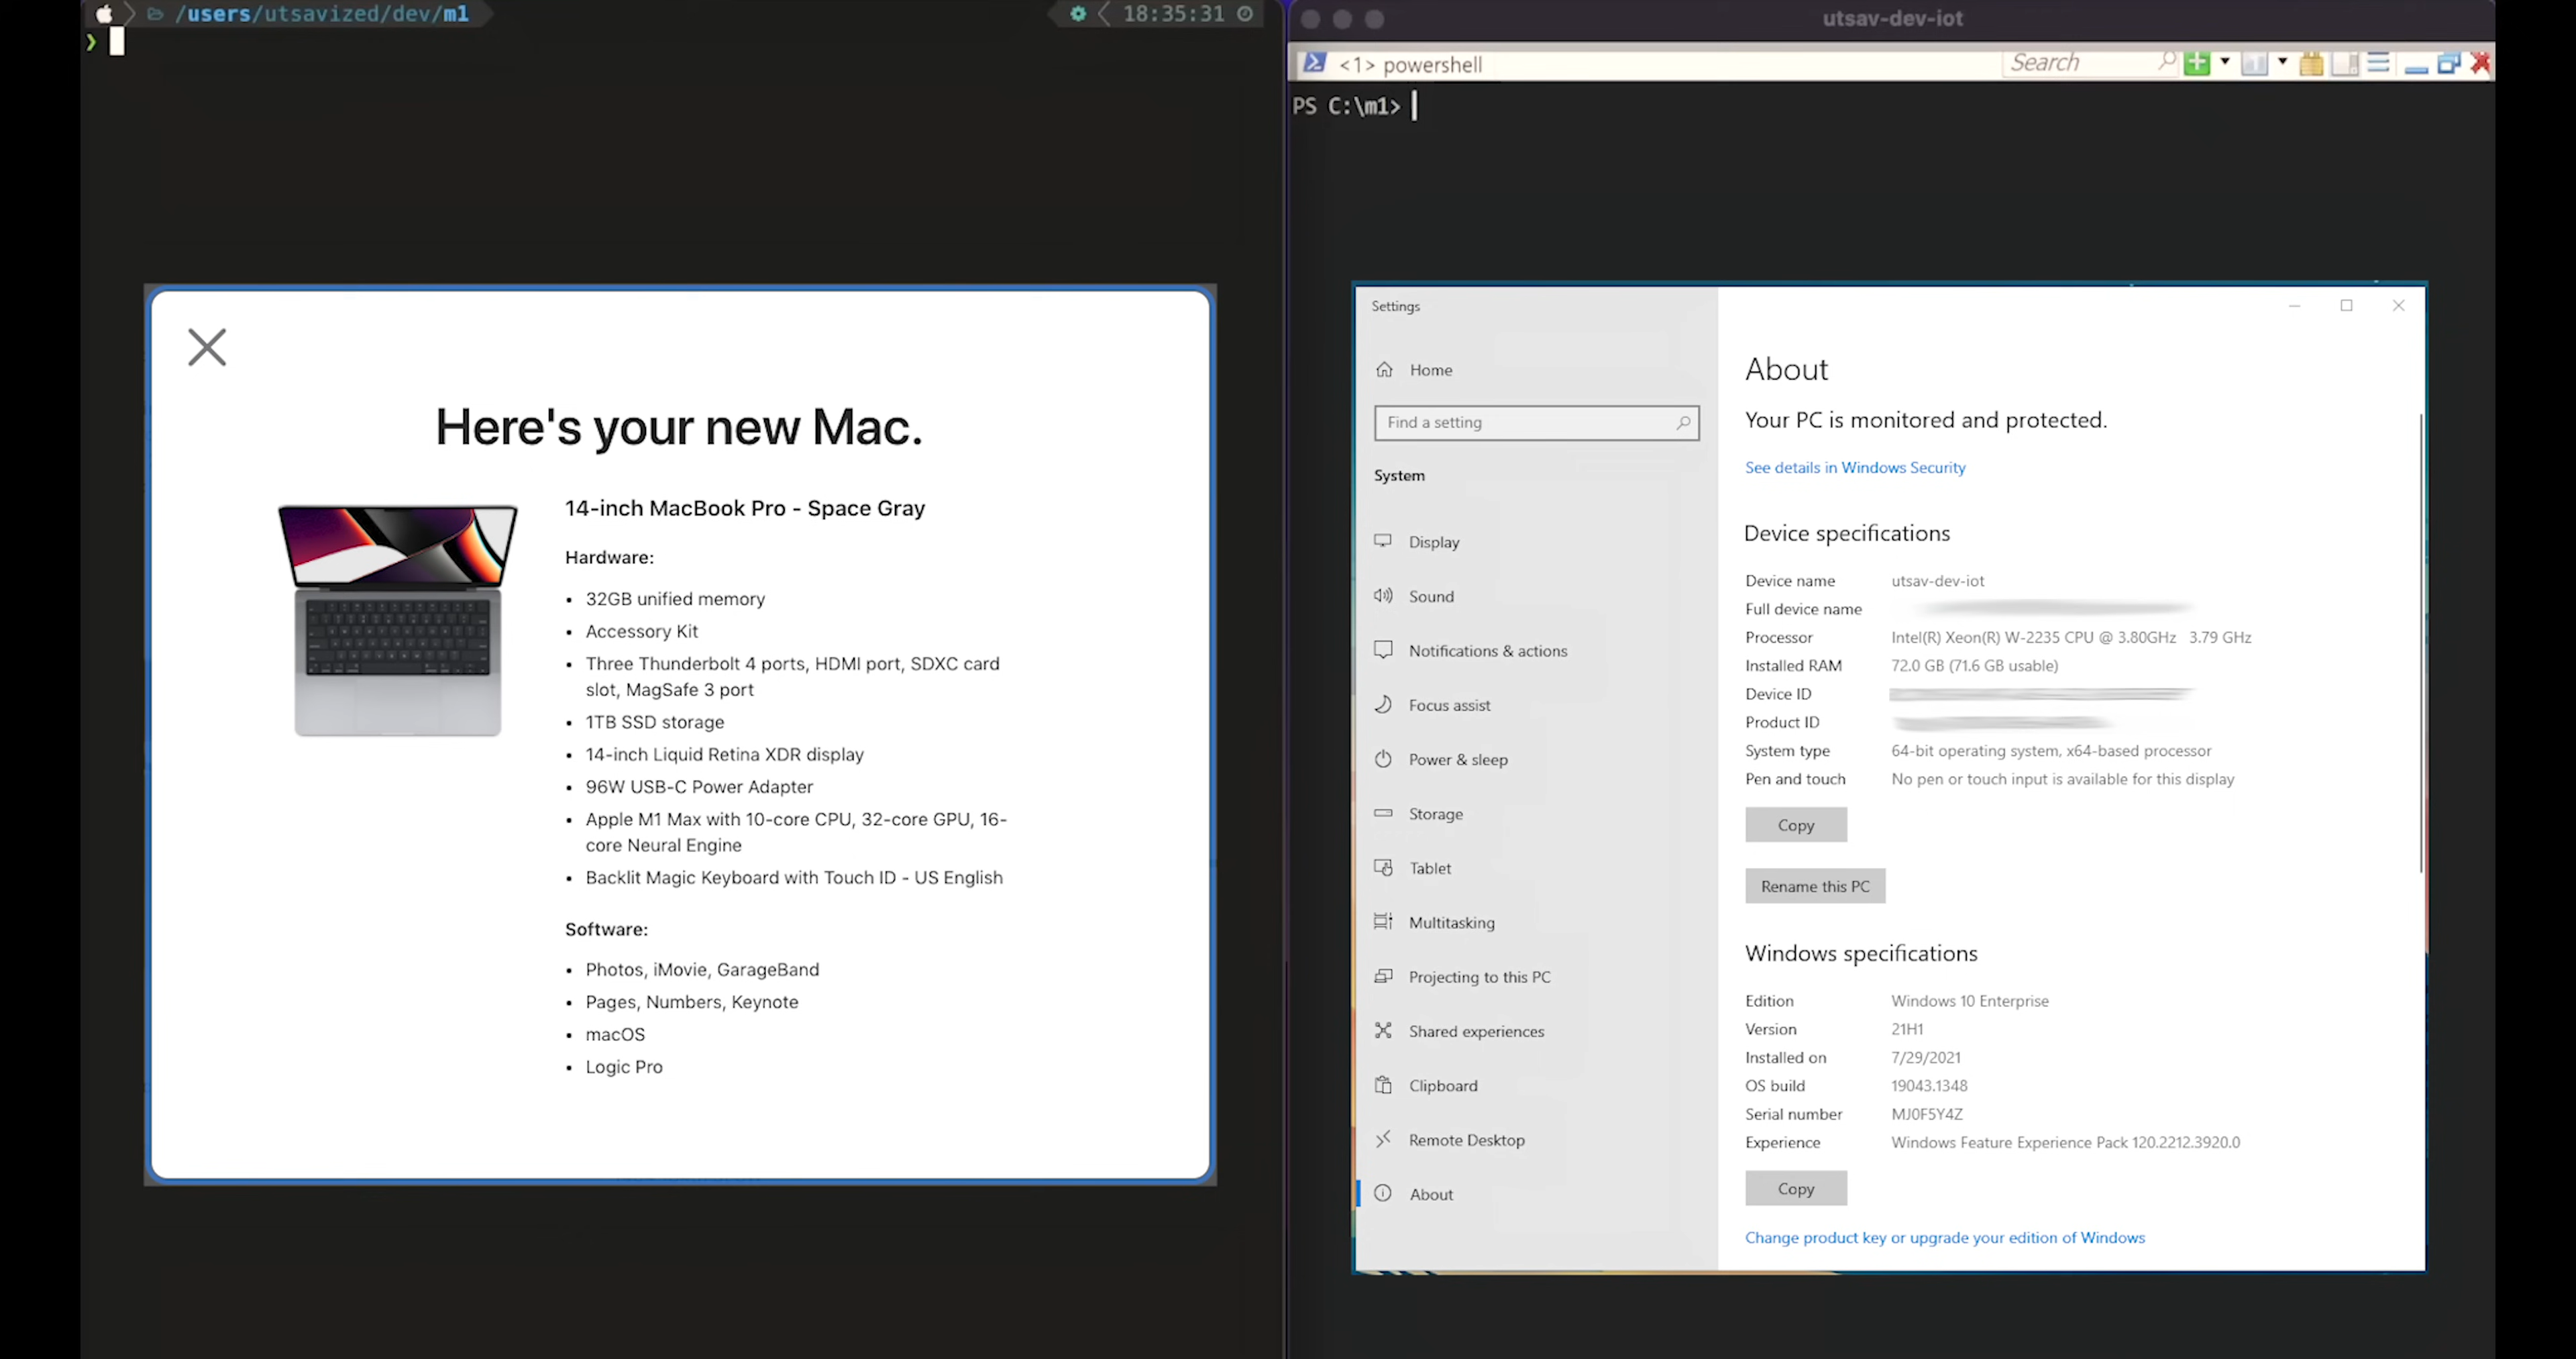 /users/utsavized/dev/m1
18:35:31
❯
Here's your new Mac.
14-inch MacBook Pro - Space Gray
Hardware:
• 32GB unified memory
• Accessory Kit
• Three Thunderbolt 4 ports, HDMI port, SDXC card
slot, MagSafe 3 port
• 1TB SSD storage
• 14-inch Liquid Retina XDR display
• 96W USB-C Power Adapter
• Apple M1 Max with 10-core CPU, 32-core GPU, 16-
core Neural Engine
• Backlit Magic Keyboard with Touch ID - US English
Software:
• Photos, iMovie, GarageBand
• Pages, Numbers, Keynote
• macOS
• Logic Pro
utsav-dev-iot
<1> powershell
Search
PS C:\m1>
Settings
Home
Find a setting
System
Display
Sound
Notifications & actions
Focus assist
Power & sleep
Storage
Tablet
Multitasking
Projecting to this PC
Shared experiences
Clipboard
Remote Desktop
About
About
Your PC is monitored and protected.
See details in Windows Security
Device specifications
Device name utsav-dev-iot
Full device name
Processor Intel(R) Xeon(R) W-2235 CPU @ 3.80GHz 3.79 GHz
Installed RAM 72.0 GB (71.6 GB usable)
Device ID
Product ID
System type 64-bit operating system, x64-based processor
Pen and touch No pen or touch input is available for this display
Copy
Rename this PC
Windows specifications
Edition Windows 10 Enterprise
Version 21H1
Installed on 7/29/2021
OS build 19043.1348
Serial number MJ0F5Y4Z
Experience Windows Feature Experience Pack 120.2212.3920.0
Copy
Change product key or upgrade your edition of Windows